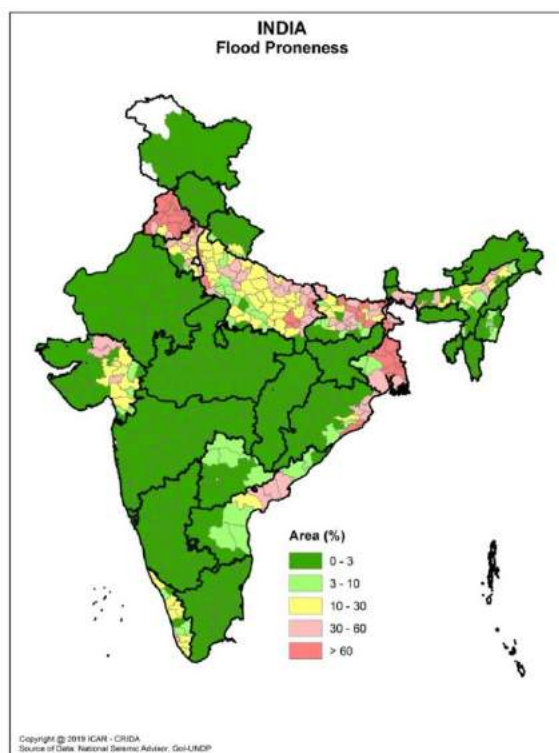 INDIA
Flood Proneness
Area (%)
0 - 3
3 - 10
10 - 30
30 - 60
> 60
Copyright @ 2019 ICAR - CRIDA
Source of Data: National Seismic Advisor, GoI-UNDP